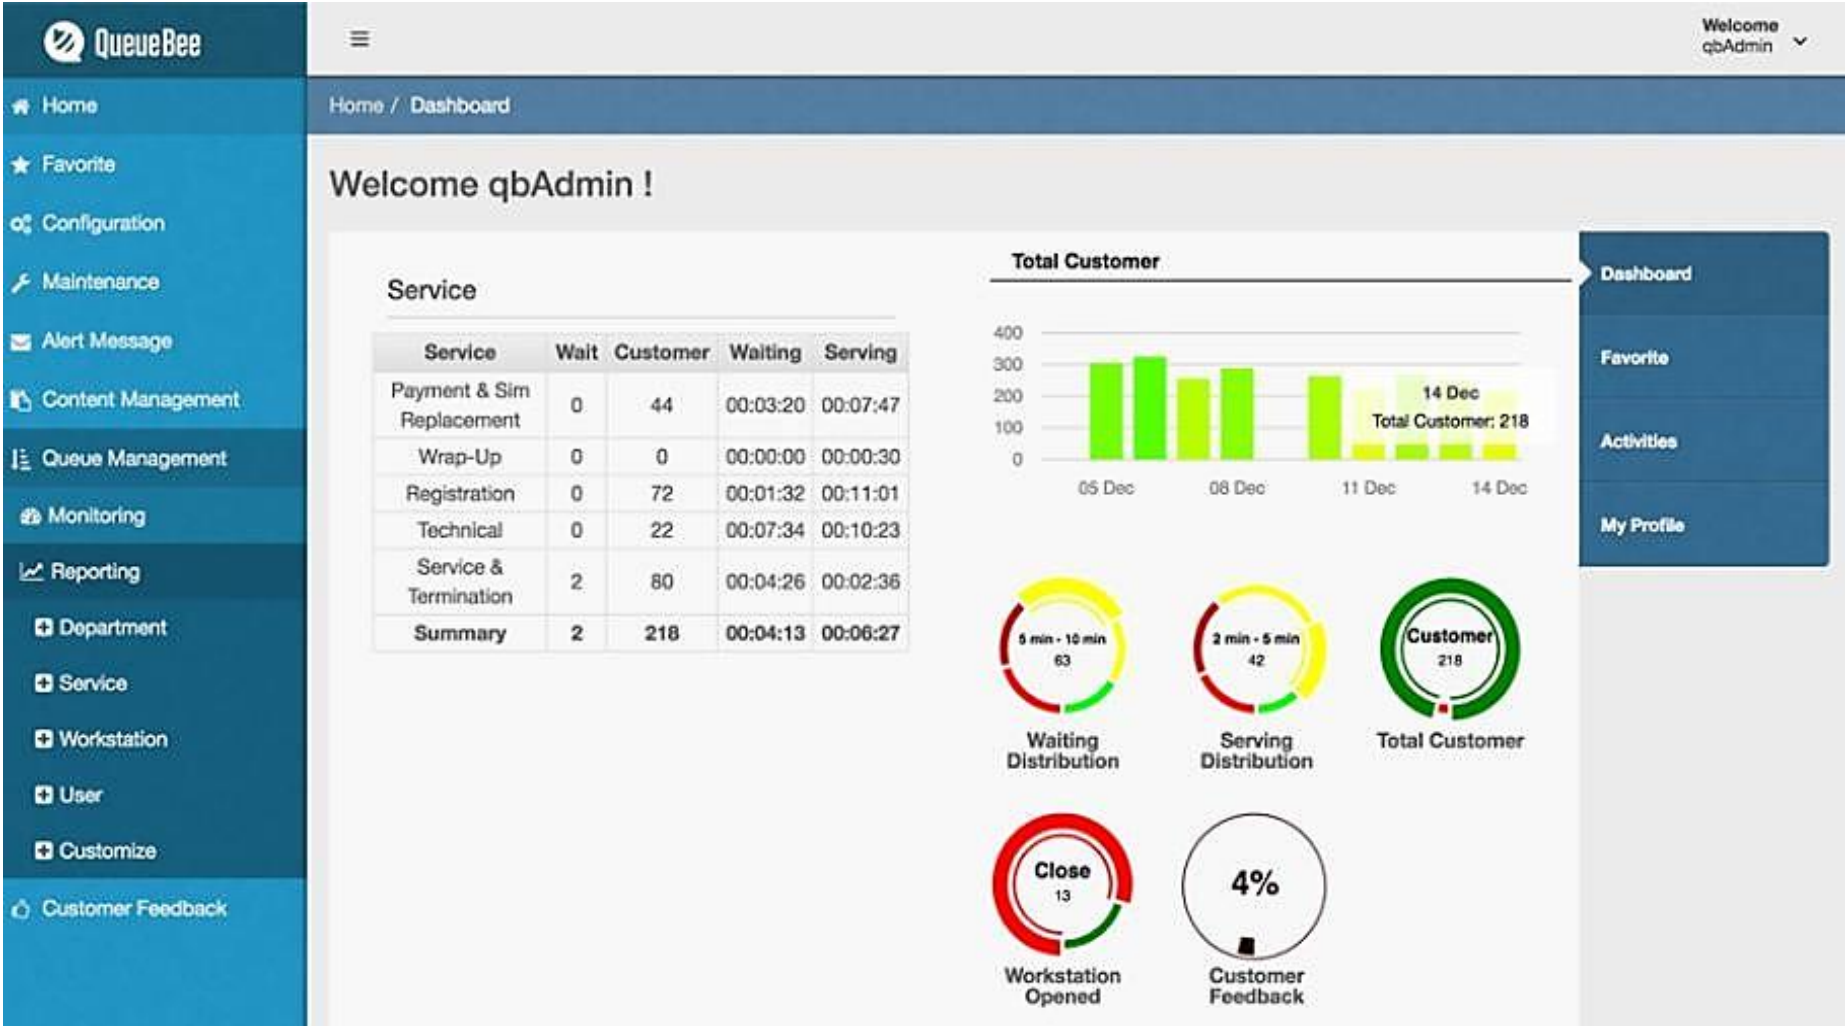 QueueBee
Welcome
qbAdmin
Home
Favorite
Configuration
Maintenance
Alert Message
Content Management
Queue Management
Monitoring
Reporting
Department
Service
Workstation
User
Customize
Customer Feedback
Home / Dashboard
Welcome qbAdmin !
Service
Service Wait Customer Waiting Serving
Payment & Sim
Replacement 0 44 00:03:20 00:07:47
Wrap-Up 0 0 00:00:00 00:00:30
Registration 0 72 00:01:32 00:11:01
Technical 0 22 00:07:34 00:10:23
Service &
Termination 2 80 00:04:26 00:02:36
Summary 2 218 00:04:13 00:06:27
Total Customer
400
300
200
100
0
14 Dec
Total Customer: 218
05 Dec 08 Dec 11 Dec 14 Dec
5 min - 10 min
63
Waiting
Distribution
2 min - 5 min
42
Serving
Distribution
Customer
218
Total Customer
Close
13
Workstation
Opened
4%
Customer
Feedback
Dashboard
Favorite
Activities
My Profile